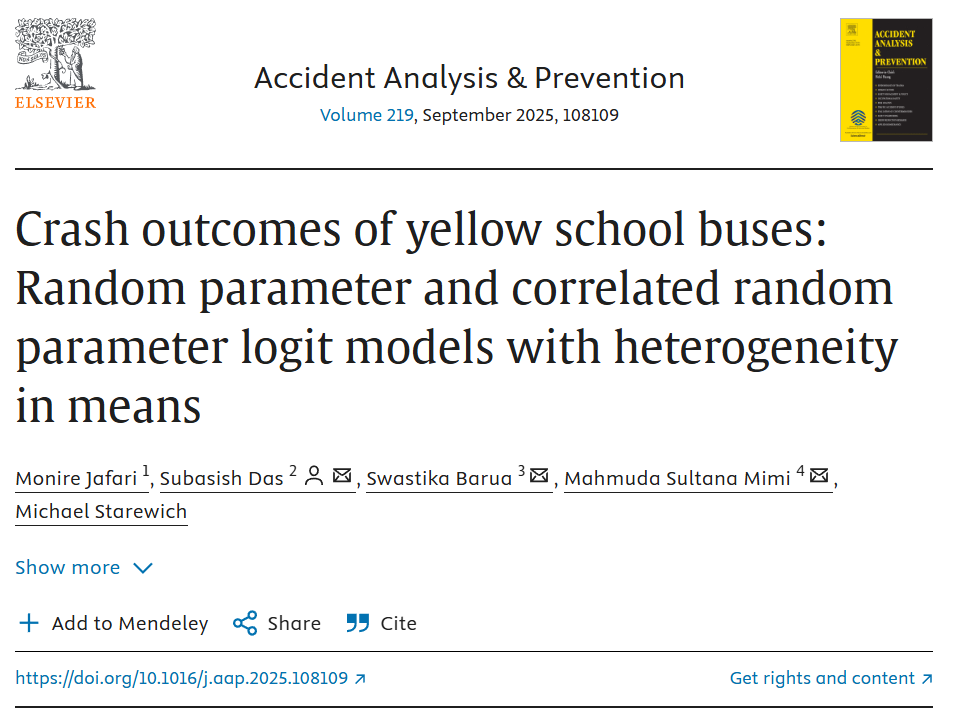 ELSEVIER
Accident Analysis & Prevention
Volume 219, September 2025, 108109
ACCIDENT
ANALYSIS
&
PREVENTION
Crash outcomes of yellow school buses:
Random parameter and correlated random
parameter logit models with heterogeneity
in means
Monire Jafari 1, Subasish Das 2, Swastika Barua 3, Mahmuda Sultana Mimi 4,
Michael Starewich
Show more
Add to Mendeley Share Cite
https://doi.org/10.1016/j.aap.2025.108109 ↗ Get rights and content ↗